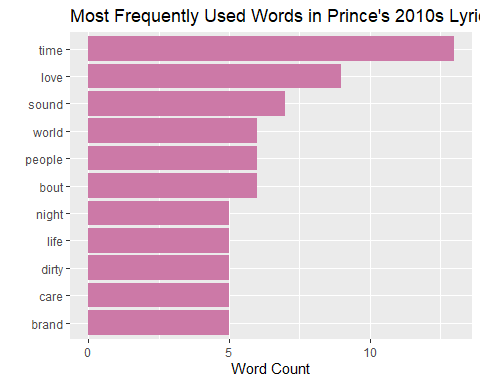 Most Frequently Used Words in Prince's 2010s Lyri
time
love
sound
world
people
bout
night
life
dirty
care
brand
0 5 10
Word Count